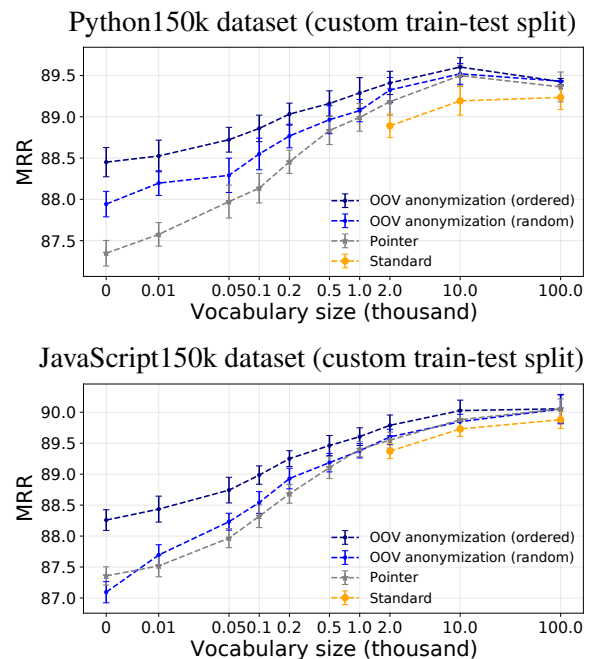 Python150k dataset (custom train-test split)
89.5
89.0
88.5
88.0
87.5
MRR
OOV anonymization (ordered)
OOV anonymization (random)
Pointer
Standard
0 0.01 0.05 0.1 0.2 0.5 1.0 2.0 10.0 100.0
Vocabulary size (thousand)
JavaScript150k dataset (custom train-test split)
90.0
89.5
89.0
88.5
88.0
87.5
87.0
MRR
OOV anonymization (ordered)
OOV anonymization (random)
Pointer
Standard
0 0.01 0.05 0.1 0.2 0.5 1.0 2.0 10.0 100.0
Vocabulary size (thousand)